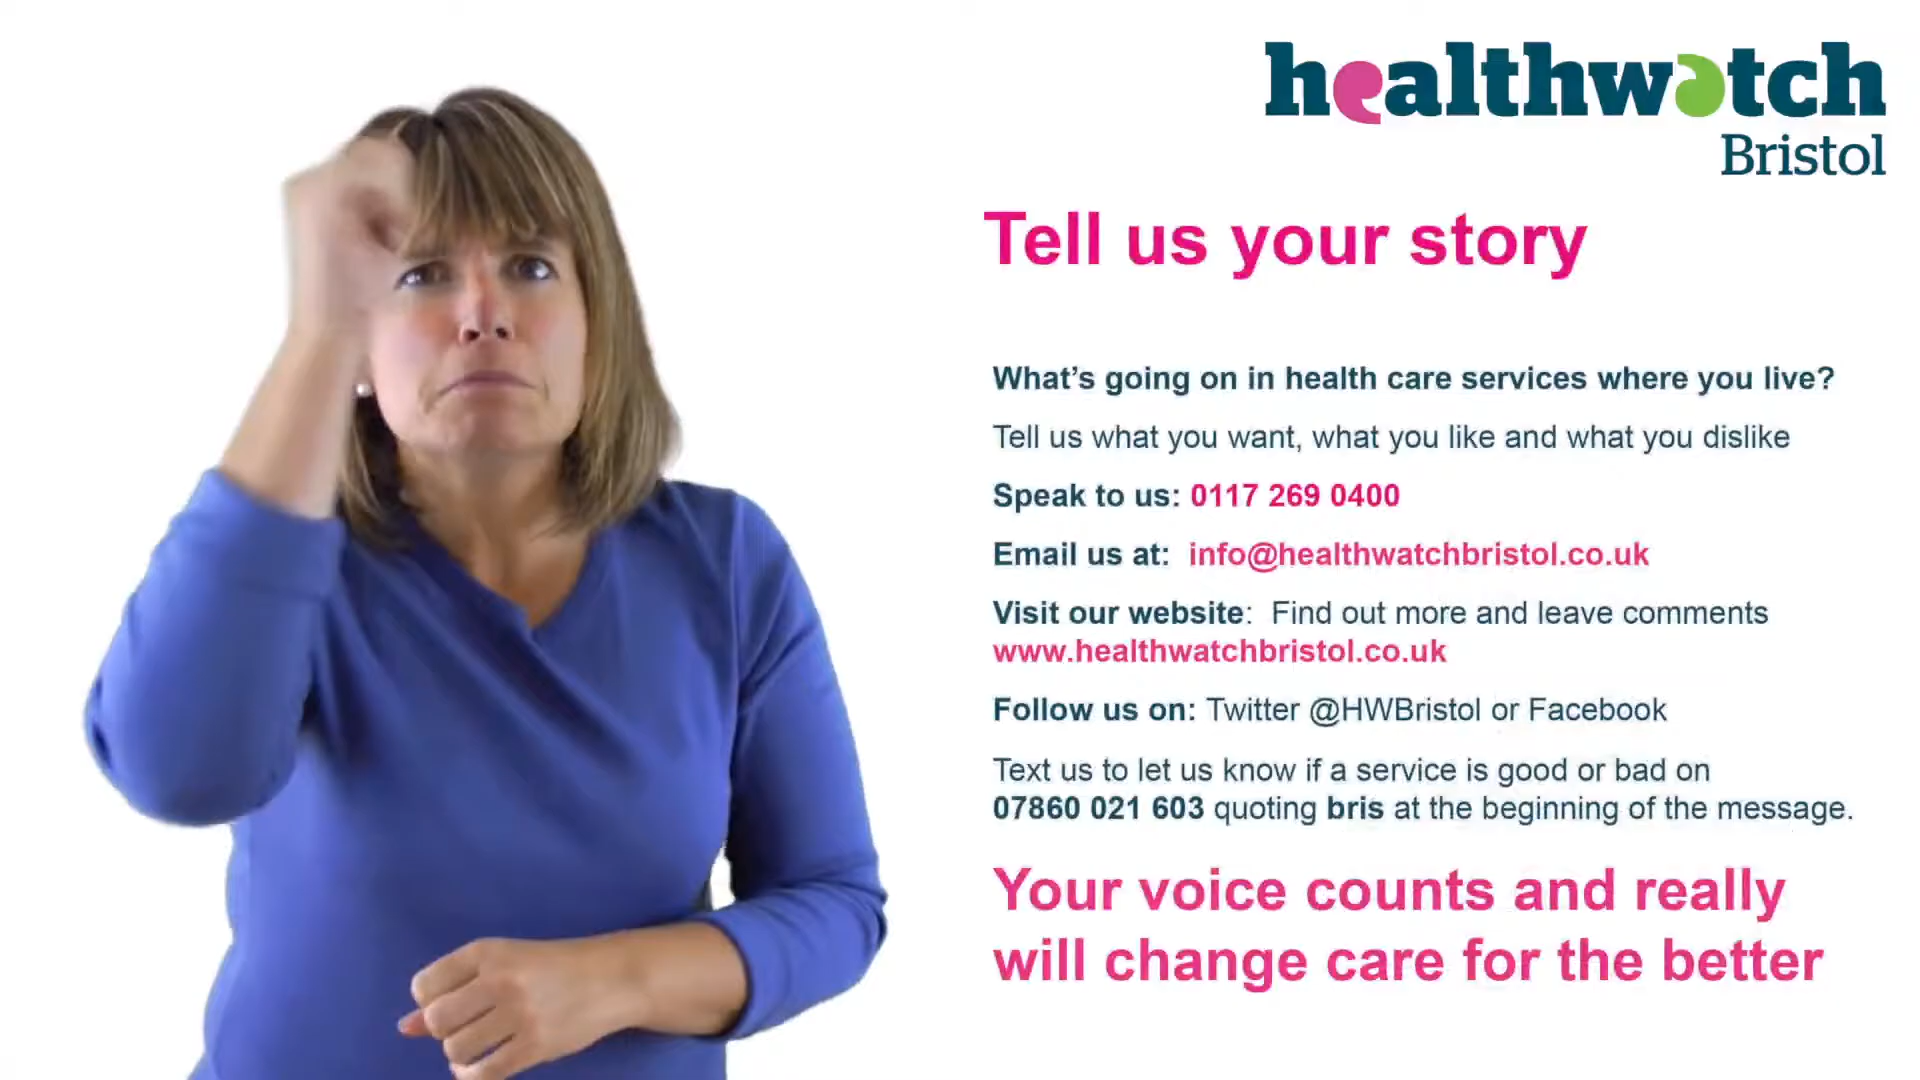 healthwatch
Bristol
Tell us your story
What's going on in health care services where you live?
Tell us what you want, what you like and what you dislike
Speak to us: 0117 269 0400
Email us at: info@healthwatchbristol.co.uk
Visit our website: Find out more and leave comments
www.healthwatchbristol.co.uk
Follow us on: Twitter @HWBristol or Facebook
Text us to let us know if a service is good or bad on
07860 021 603 quoting bris at the beginning of the message.
Your voice counts and really
will change care for the better